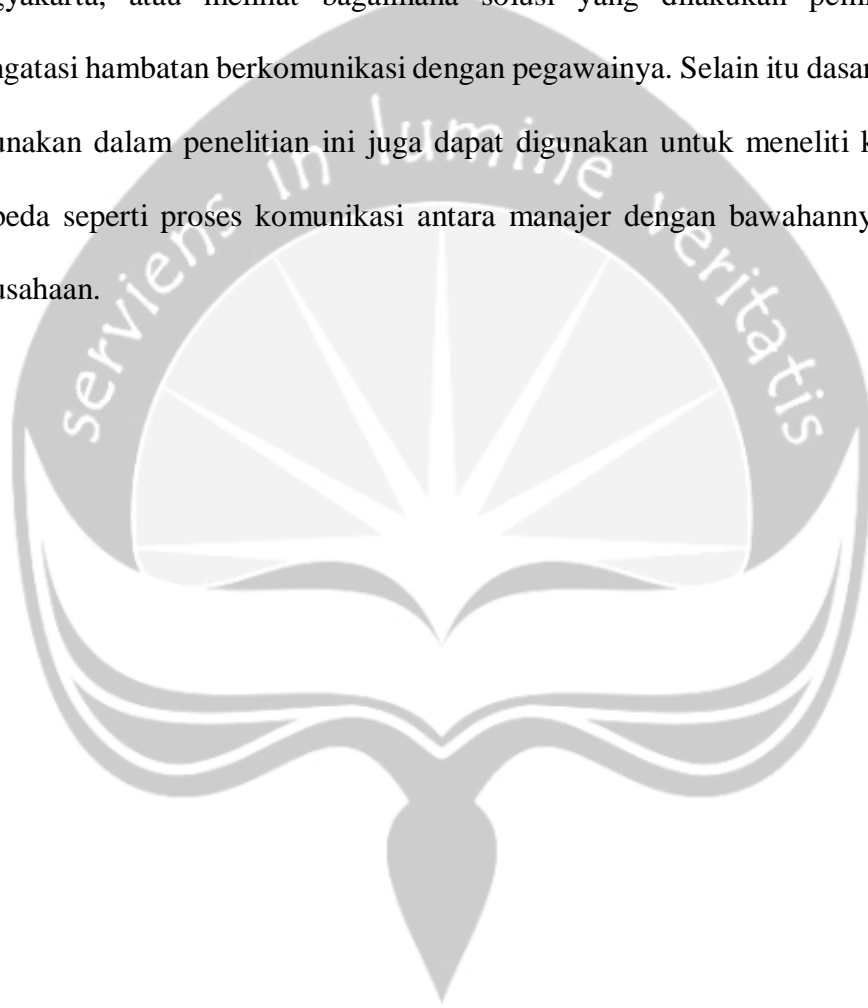 gyakarta, atau melihat bagaimana solusi yang dilakukan
ngatasi hambatan berkomunikasi dengan pegawainya. Selain itu dasar
unakan dalam penelitian ini juga dapat digunakan untuk meneliti k
beda seperti proses komunikasi antara manajer dengan bawahanny
usahaan.
serviens in lumine veritatis